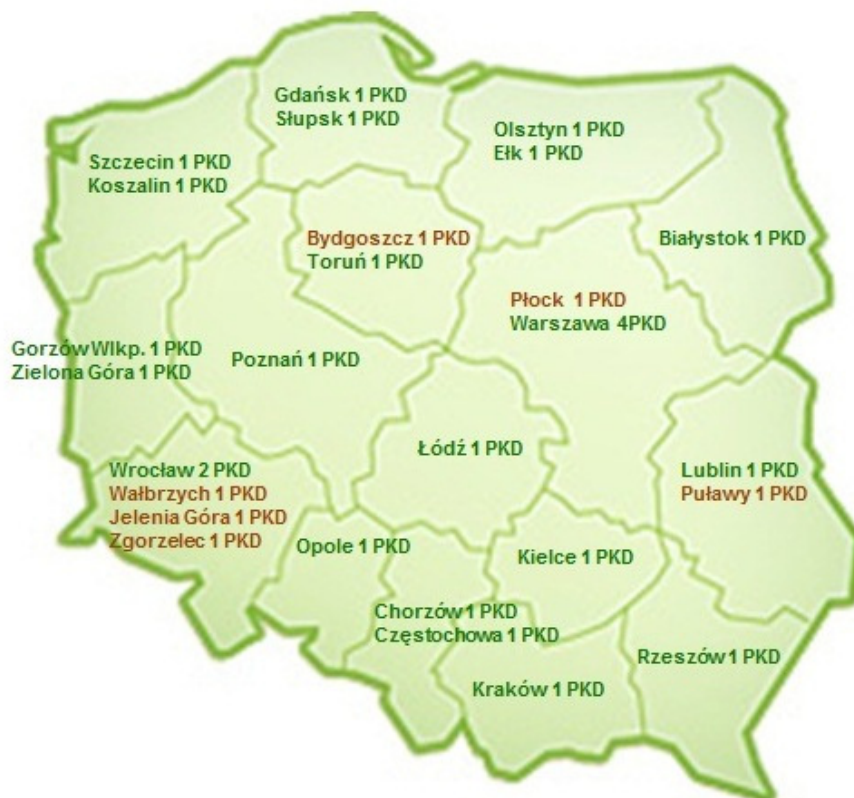 Gdańsk 1 PKD
Słupsk 1 PKD
Olsztyn 1 PKD
Ełk 1 PKD
Szczecin 1 PKD
Koszalin 1 PKD
Bydgoszcz 1 PKD
Toruń 1 PKD
Białystok 1 PKD
Płock 1 PKD
Warszawa 4PKD
Gorzów Wlkp. 1 PKD
Zielona Góra 1 PKD
Poznań 1 PKD
Łódź 1 PKD
Wrocław 2 PKD
Wałbrzych 1 PKD
Jelenia Góra 1 PKD
Zgorzelec 1 PKD
Lublin 1 PKD
Puławy 1 PKD
Opole 1 PKD
Kielce 1 PKD
Chorzów 1 PKD
Częstochowa 1 PKD
Rzeszów 1 PKD
Kraków 1 PKD